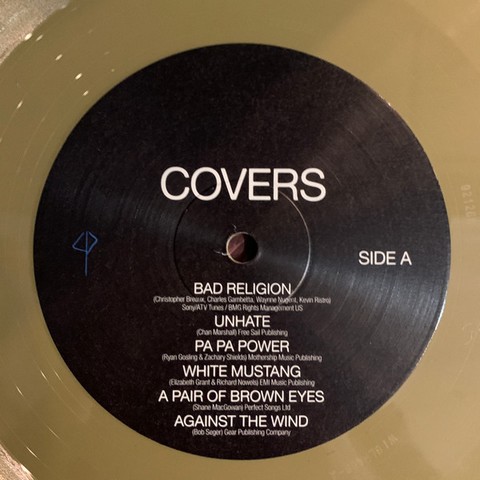 COVERS
SIDE A
BAD RELIGION
(Christopher Breaux, Charles Gambetta, Waynne Nugent, Kevin Risto)
Sony/ATV Tunes / BMG Rights Management US
UNHATE
(Chan Marshall) Free Sail Publishing
PA PA POWER
(Ryan Gosling & Zachary Shields) Mothership Music Publishing
WHITE MUSTANG
(Elizabeth Grant & Richard Nowels) EMI Music Publishing
A PAIR OF BROWN EYES
(Shane MacGowan) Perfect Songs Ltd
AGAINST THE WIND
(Bob Seger) Gear Publishing Company